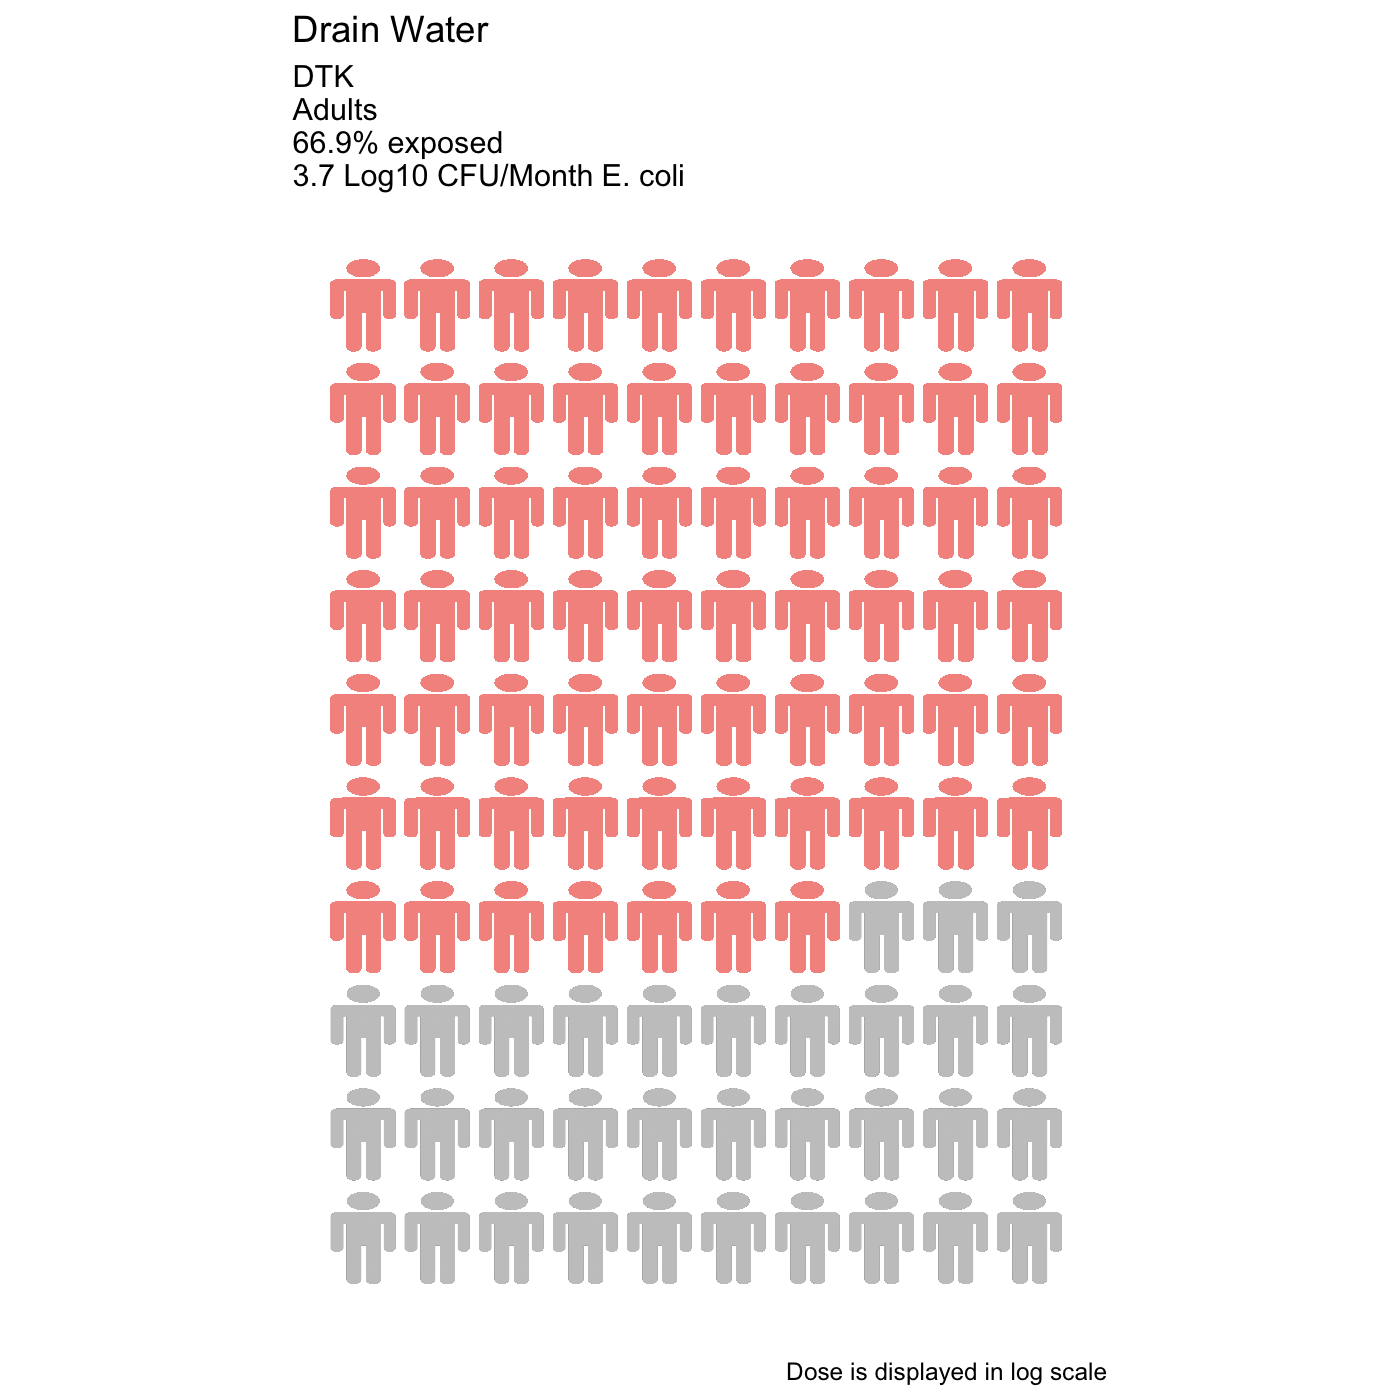 Drain Water
DTK
Adults
66.9% exposed
3.7 Log10 CFU/Month E. coli
Dose is displayed in log scale